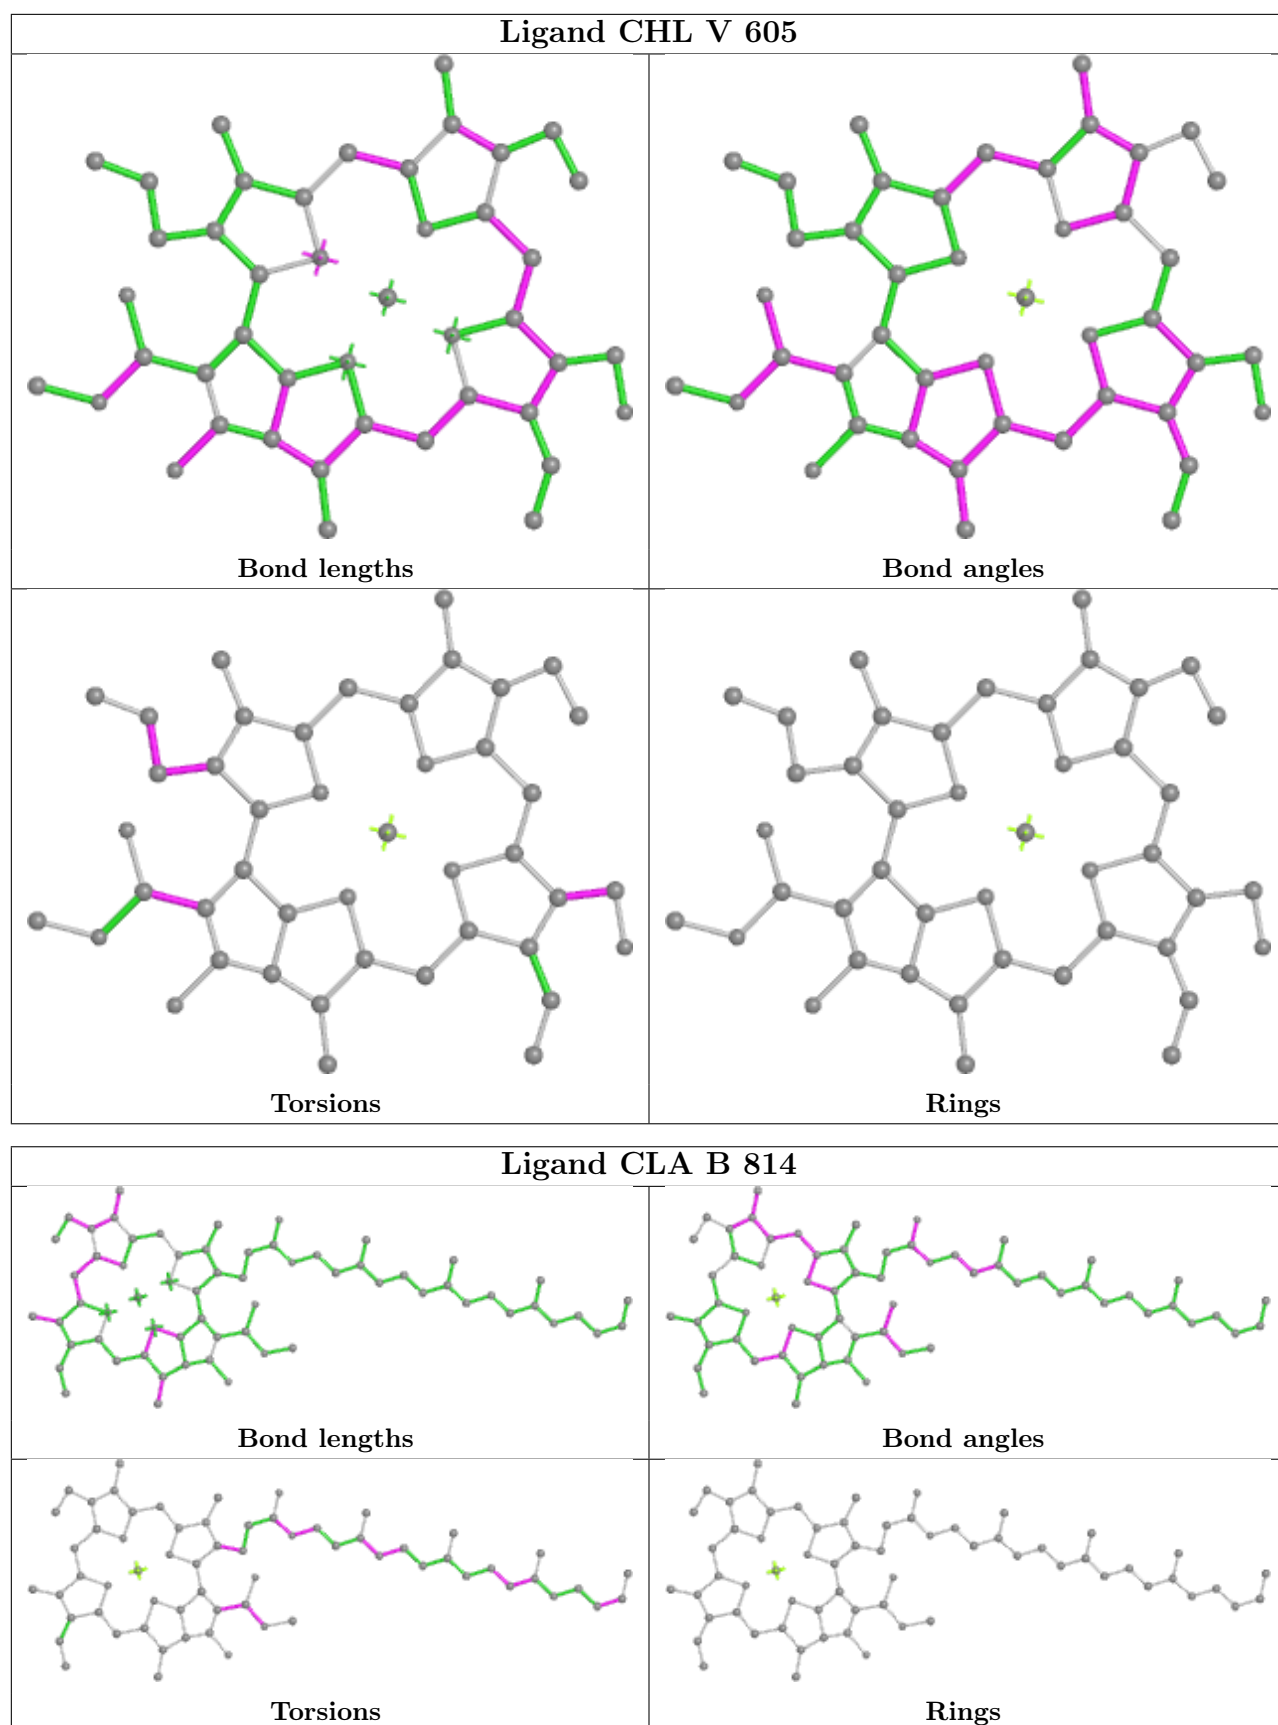 Ligand CHL V 605
Bond lengths
Bond angles
Torsions
Rings
Ligand CLA B 814
Bond lengths
Bond angles
Torsions
Rings